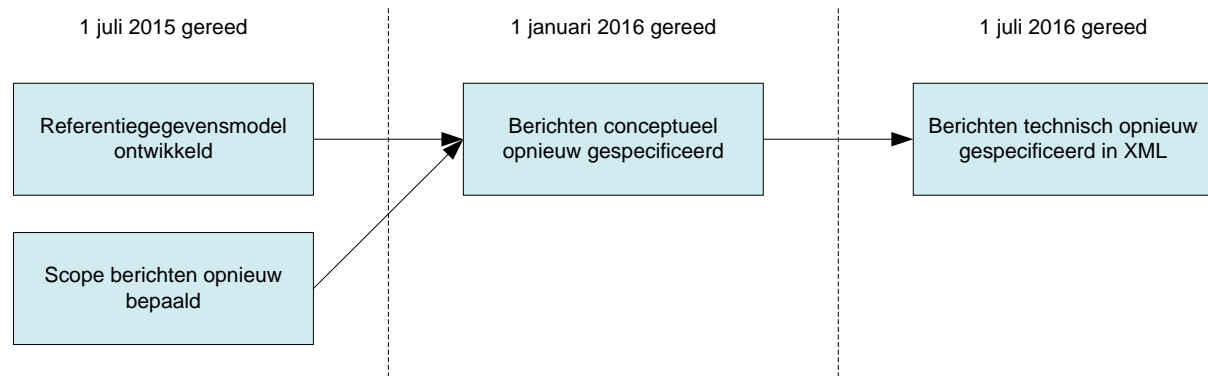 1 juli 2015 gereed
1 januari 2016 gereed
1 juli 2016 gereed
Referentiegegevensmodel
ontwikkeld
Berichten conceptueel
opnieuw gespecificeerd
Berichten technisch opnieuw
gespecificeerd in XML
Scope berichten opnieuw
bepaald